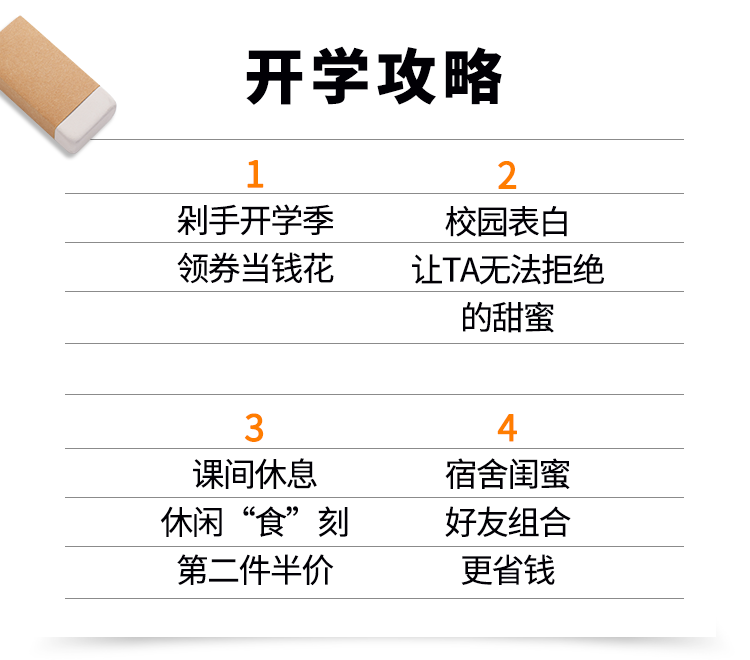 开学攻略
1
剁手开学季
领券当钱花
2
校园表白
让TA无法拒绝
的甜蜜
3
课间休息
休闲“食”刻
第二件半价
4
宿舍闺蜜
好友组合
更省钱